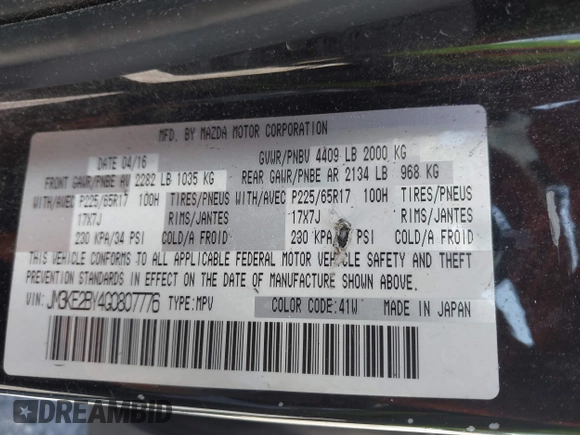 MFD. BY MAZDA MOTOR CORPORATION
DATE 04/16 GVWR/PNBV 4409 LB 2000 KG
FRONT GAWR/PNBE AV 2282 LB 1035 KG REAR GAWR/PNBE AR 2134 LB 968 KG
WITH/AVEC P225/65R17 100H TIRES/PNEUS WITH/AVEC P225/65R17 100H TIRES/PNEUS
17X7J RIMS/JANTES 17X7J RIMS/JANTES
230 KPA/34 PSI COLD/A FROID 230 KPA PSI COLD/A FROID
THIS VEHICLE CONFORMS TO ALL APPLICABLE FEDERAL MOTOR VEHICLE SAFETY AND THEFT
PREVENTION STANDARDS IN EFFECT ON THE DATE OF MANUFACTURE SHOWN ABOVE.
VIN: JM3KE2BY4G0807776 TYPE:MPV COLOR CODE:41W MADE IN JAPAN
DREAMBID